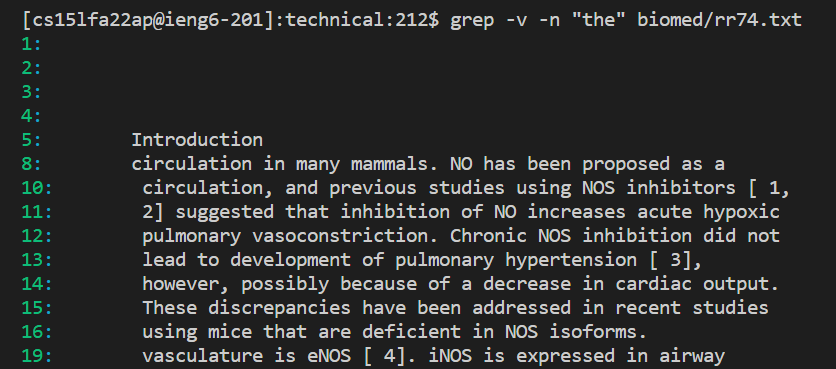 [cs15lfa22ap@ieng6-201]:technical:212$ grep -v -n "the" biomed/rr74.txt
1:
2:
3:
4:
5:        Introduction
8:        circulation in many mammals. NO has been proposed as a
10:        circulation, and previous studies using NOS inhibitors [ 1,
11:        2] suggested that inhibition of NO increases acute hypoxic
12:        pulmonary vasoconstriction. Chronic NOS inhibition did not
13:        lead to development of pulmonary hypertension [ 3],
14:        however, possibly because of a decrease in cardiac output.
15:        These discrepancies have been addressed in recent studies
16:        using mice that are deficient in NOS isoforms.
19:        vasculature is eNOS [ 4]. iNOS is expressed in airway